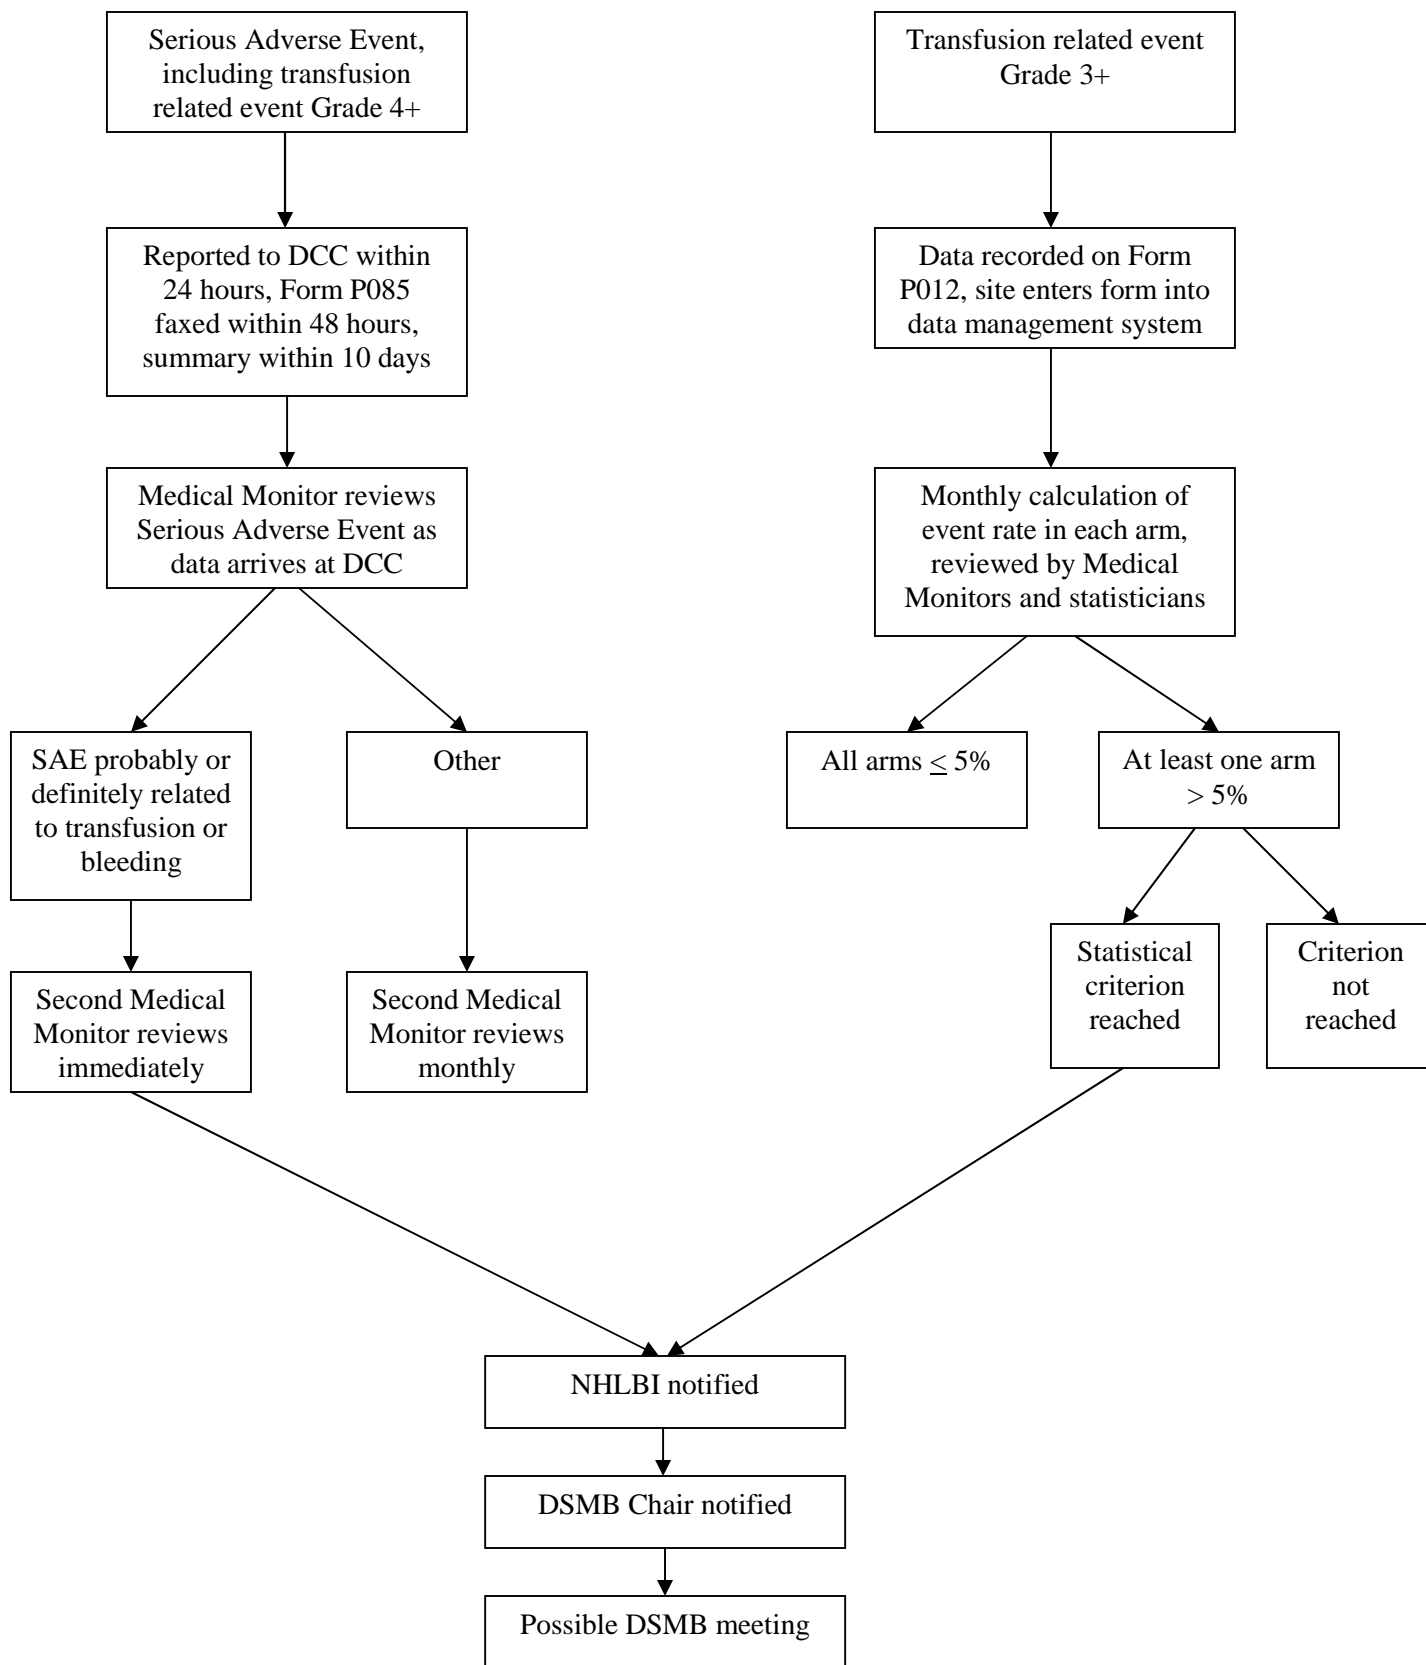 Serious Adverse Event,
including transfusion
related event Grade 4+
Transfusion related event
Grade 3+
Reported to DCC within
24 hours, Form P085
faxed within 48 hours,
summary within 10 days
Data recorded on Form
P012, site enters form into
data management system
Medical Monitor reviews
Serious Adverse Event as
data arrives at DCC
Monthly calculation of
event rate in each arm,
reviewed by Medical
Monitors and statisticians
SAE probably or
definitely related
to transfusion or
bleeding
Other
All arms ≤ 5%
At least one arm
> 5%
Statistical
criterion
reached
Criterion
not
reached
Second Medical
Monitor reviews
immediately
Second Medical
Monitor reviews
monthly
NHLBI notified
DSMB Chair notified
Possible DSMB meeting